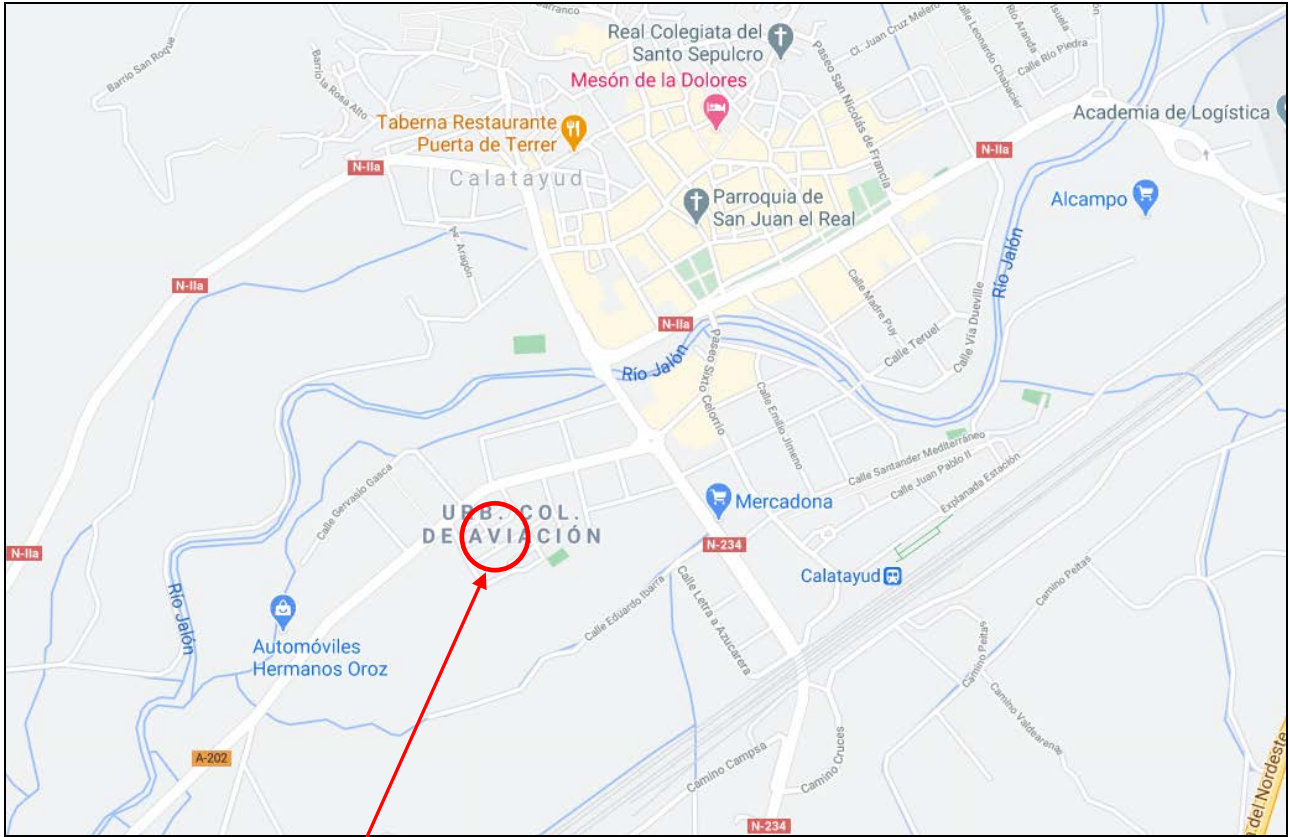 Barranco
Real Colegiata del
Santo Sepulcro
Mesón de la Dolores
Barrio San Roque
Barrio la Rosa Alto
Paseo San Nicolás de Francia
Cl. Juan Cruz Melero
Calle Leonardo Chabacier
Río Aranda
Calle Río Piedra
Academia de Logística
Taberna Restaurante
Puerta de Terrer
N-IIa
N-IIa
Calatayud
Alcampo
Parroquia de
San Juan el Real
Av. Aragón
N-IIa
Río Jalón
Calle Madre Puy
Calle Vía Dueville
N-IIa
Paseo Sixto Celorrio
Calle Teruel
Río Jalón
Calle Emilio Jimeno
Calle Santander Mediterráneo
Calle Juan Pablo II
Explanada Estación
Calle Gervasio Gasca
Mercadona
URB. COL.
DE AVIACIÓN
N-IIa
N-234
Calatayud
Camino Peitas
Calle Letra a Azucarera
Calle Eduardo Ibarra
Río Jalón
Automóviles
Hermanos Oroz
Camino Peitas
Camino Valdearenas
A-202
Camino Campsa
Camino Cruces
del Nordeste
N-234